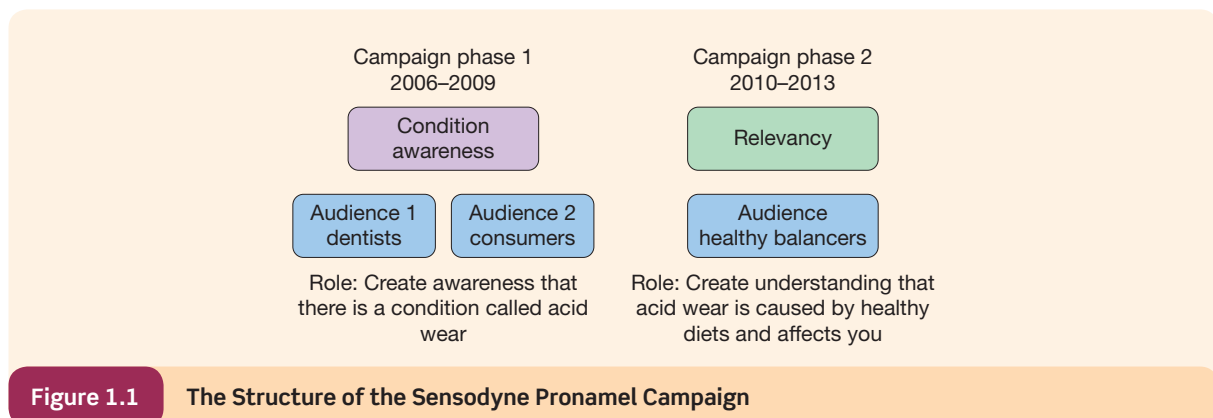 Campaign phase 1
2006–2009
Condition
awareness
Audience 1
dentists
Audience 2
consumers
Role: Create awareness that
there is a condition called acid
wear
Campaign phase 2
2010–2013
Relevancy
Audience
healthy balancers
Role: Create understanding that
acid wear is caused by healthy
diets and affects you
Figure 1.1
The Structure of the Sensodyne Pronamel Campaign